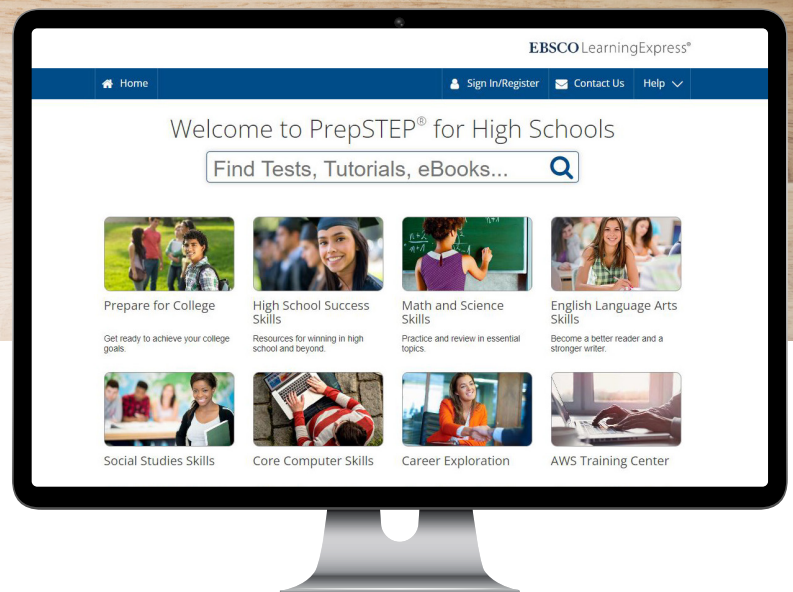 EBSCO LearningExpress®
Home
Sign In/Register
Contact Us
Help
Welcome to PrepSTEP® for High Schools
Find Tests, Tutorials, eBooks...
Prepare for College
Get ready to achieve your college
goals.
High School Success
Skills
Resources for winning in high
school and beyond.
Math and Science
Skills
Practice and review in essential
topics.
English Language Arts
Skills
Become a better reader and a
stronger writer.
Social Studies Skills
Core Computer Skills
Career Exploration
AWS Training Center